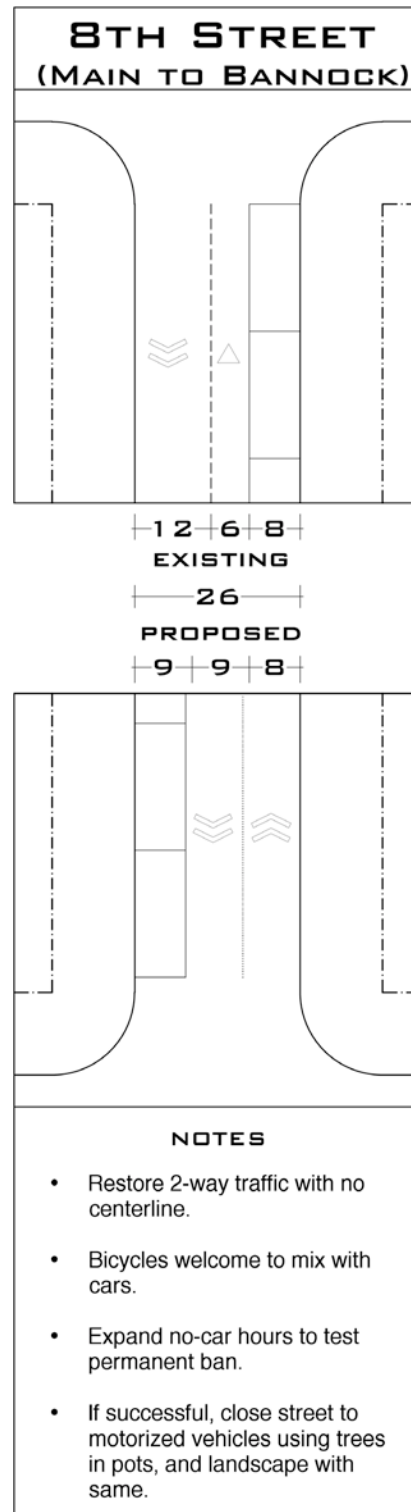 8TH STREET
(MAIN TO BANNOCK)
12 6 8
EXISTING
26
PROPOSED
9 9 8
NOTES
• Restore 2-way traffic with no
centerline.
• Bicycles welcome to mix with
cars.
• Expand no-car hours to test
permanent ban.
• If successful, close street to
motorized vehicles using trees
in pots, and landscape with
same.